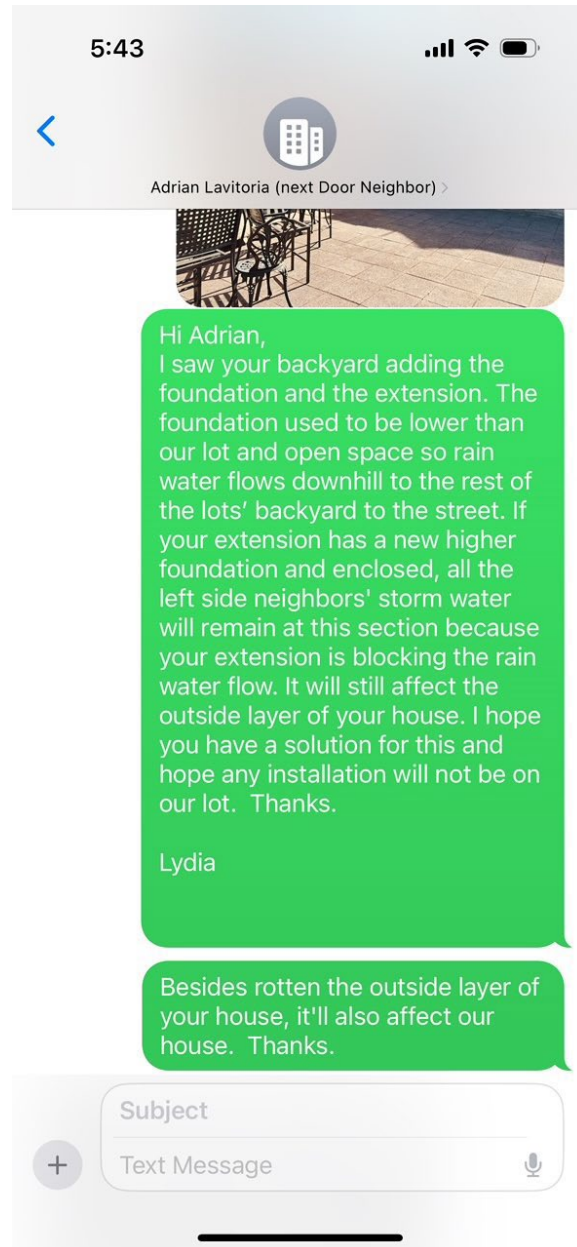 5:43
Adrian Lavitoria (next Door Neighbor)
Hi Adrian,
I saw your backyard adding the
foundation and the extension. The
foundation used to be lower than
our lot and open space so rain
water flows downhill to the rest of
the lots’ backyard to the street. If
your extension has a new higher
foundation and enclosed, all the
left side neighbors' storm water
will remain at this section because
your extension is blocking the rain
water flow. It will still affect the
outside layer of your house. I hope
you have a solution for this and
hope any installation will not be on
our lot.  Thanks.
Lydia
Besides rotten the outside layer of
your house, it'll also affect our
house.  Thanks.
Subject
Text Message